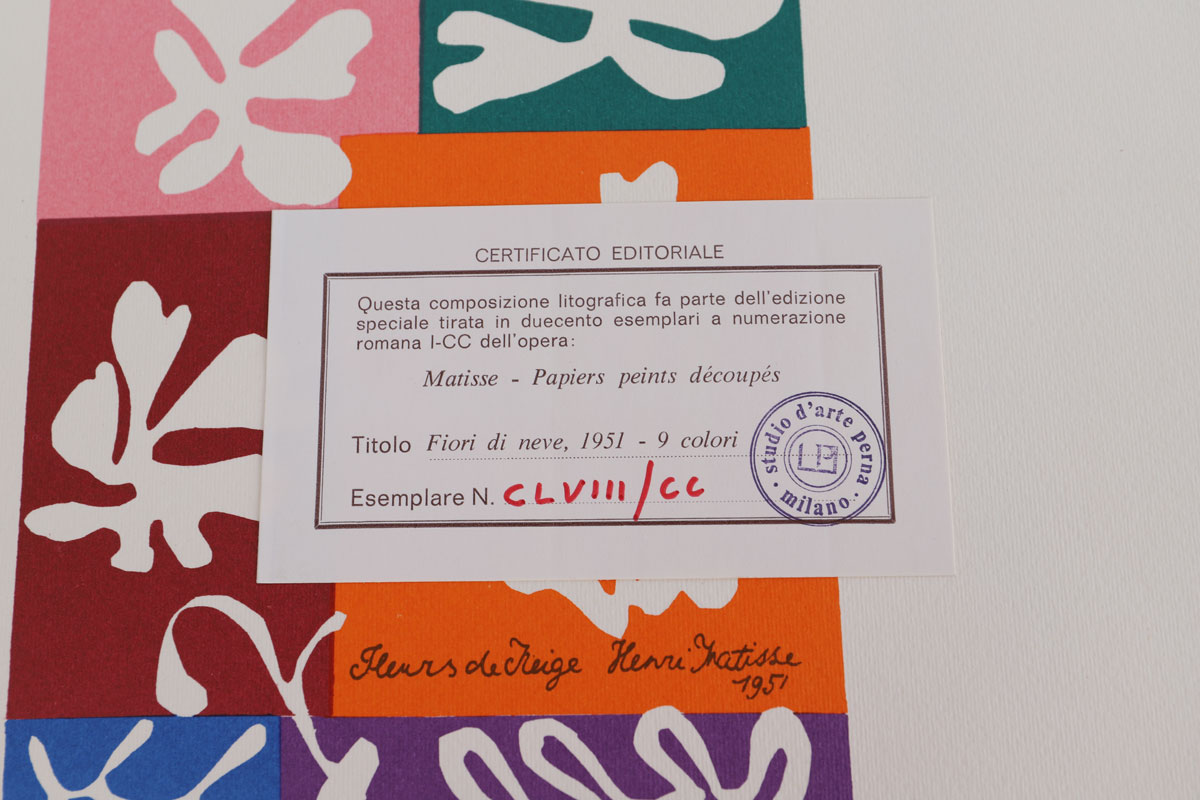 CERTIFICATO EDITORIALE
Questa composizione litografica fa parte dell'edizione
speciale tirata in duecento esemplari a numerazione
romana I-CC dell'opera:
Matisse - Papiers peints découpés
Titolo Fiori di neve, 1951 - 9 colori
Esemplare N. CLVIII/CC
studio d'arte perna
milano
LP
Fleurs de Neige Henri Matisse
1951